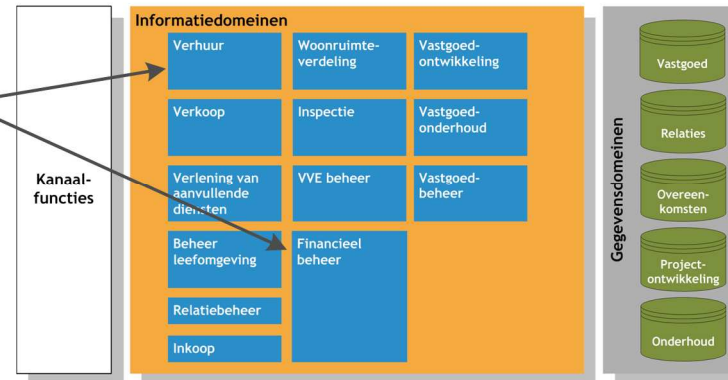 Kanaal-
functies
Informatiedomeinen
Verhuur
Woonruimte-
verdeling
Vastgoed-
ontwikkeling
Verkoop
Inspectie
Vastgoed-
onderhoud
Verlening van
aanvullende
diensten
VVE beheer
Vastgoed-
beheer
Beheer
leefomgeving
Financieel
beheer
Relatiebeheer
Inkoop
Gegevensdomeinen
Vastgoed
Relaties
Overeen-
komsten
Project-
ontwikkeling
Onderhoud